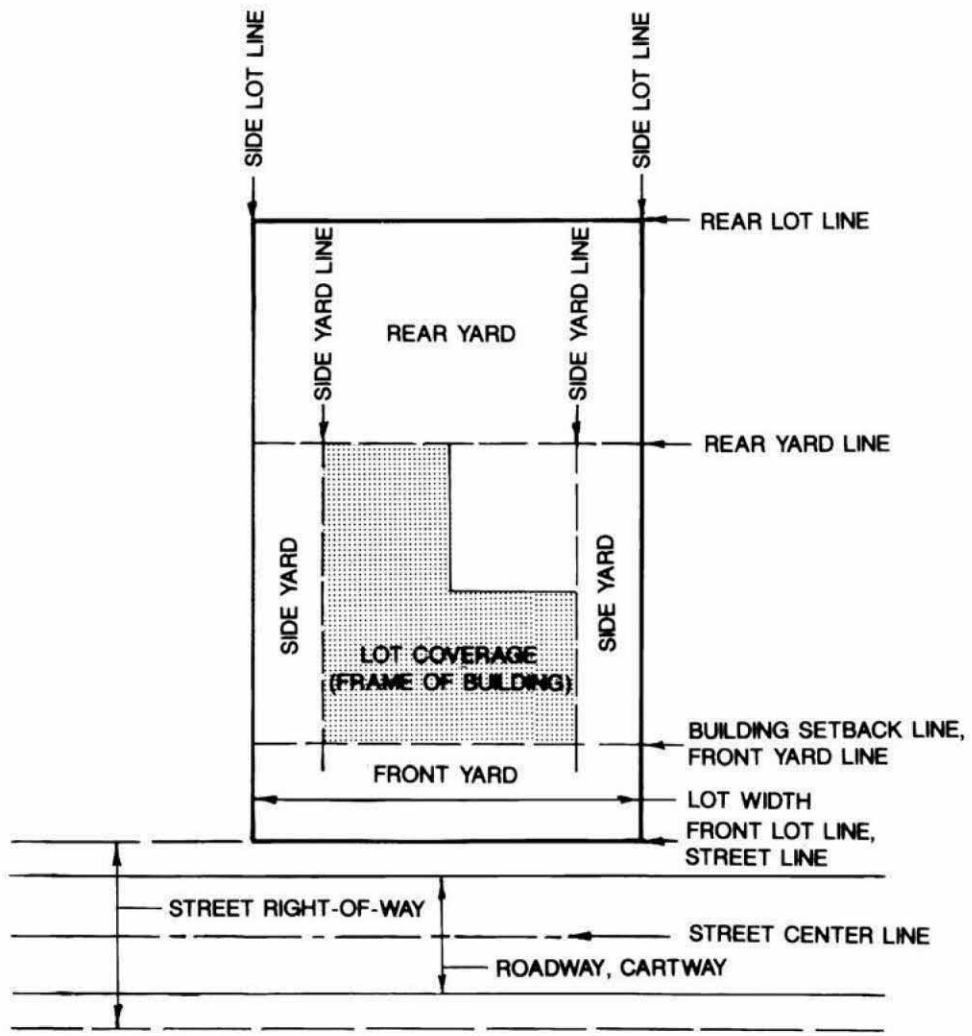 SIDE LOT LINE
SIDE LOT LINE
REAR LOT LINE
SIDE YARD LINE
SIDE YARD LINE
REAR YARD
REAR YARD LINE
SIDE YARD
SIDE YARD
LOT COVERAGE
(FRAME OF BUILDING)
BUILDING SETBACK LINE,
FRONT YARD LINE
FRONT YARD
LOT WIDTH
FRONT LOT LINE,
STREET LINE
STREET RIGHT-OF-WAY
STREET CENTER LINE
ROADWAY, CARTWAY